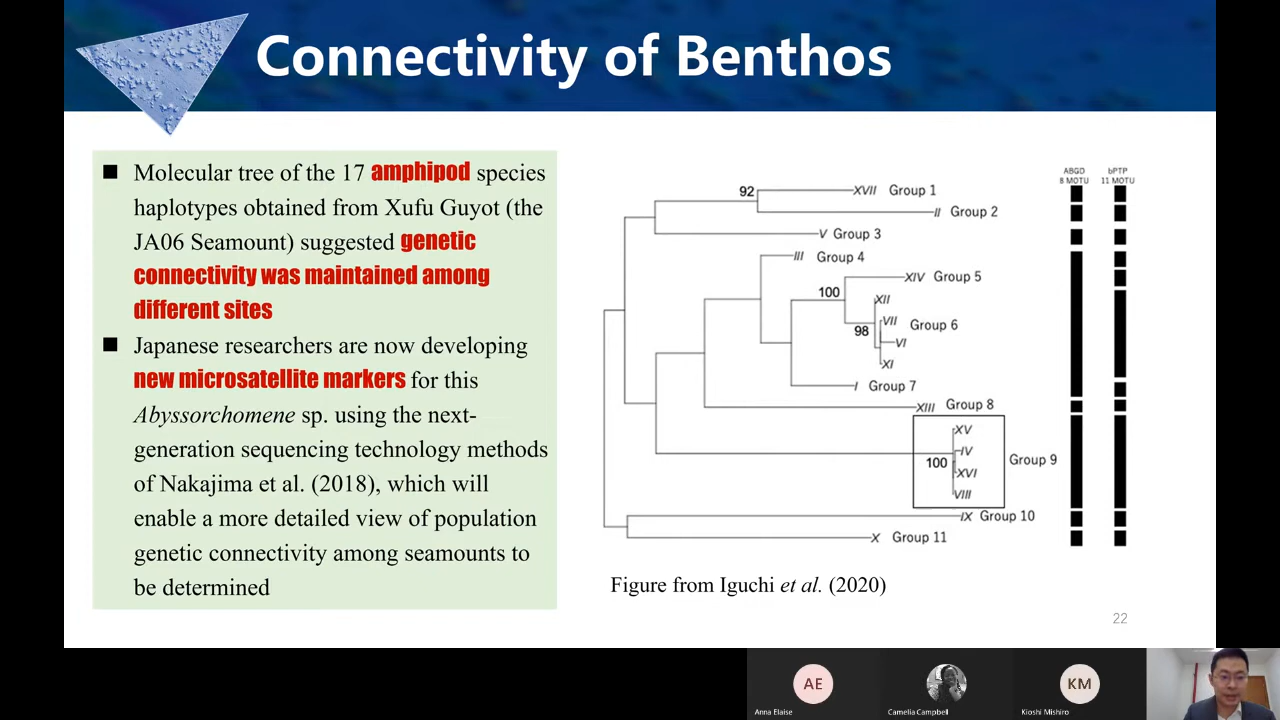 Connectivity of Benthos
Molecular tree of the 17 amphipod species
haplotypes obtained from Xufu Guyot (the
JA06 Seamount) suggested genetic
connectivity was maintained among
different sites
Japanese researchers are now developing
new microsatellite markers for this
Abyssorchomene sp. using the next-
generation sequencing technology methods
of Nakajima et al. (2018), which will
enable a more detailed view of population
genetic connectivity among seamounts to
be determined
ABGD
8 MOTU
bPTP
11 MOTU
92
XVII Group 1
II Group 2
V Group 3
III Group 4
XIV Group 5
100
XII
VII
Group 6
98
VI
XI
I Group 7
XIII Group 8
XV
IV
Group 9
100
XVI
VIII
IX Group 10
X Group 11
Figure from Iguchi et al. (2020)
22
AE
KM
Anna Elaise
Camelia Campbell
Kioshi Mishiro